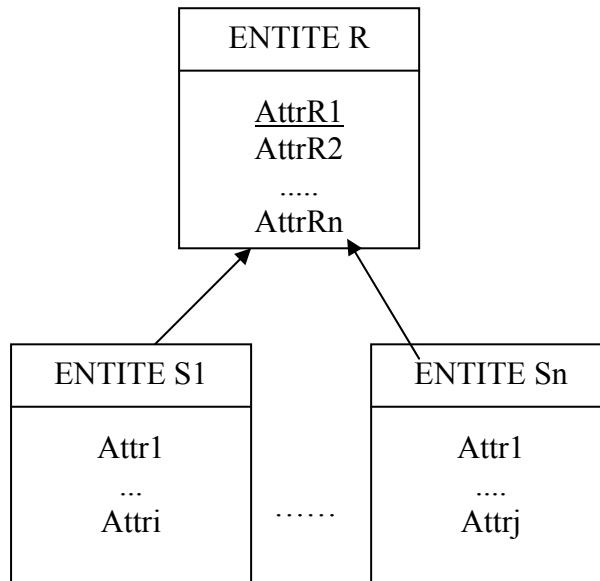 ENTITE R
AttrR1
AttrR2
.....
AttrRn
ENTITE S1
Attr1
...
Attri
......
ENTITE Sn
Attr1
....
Attrj